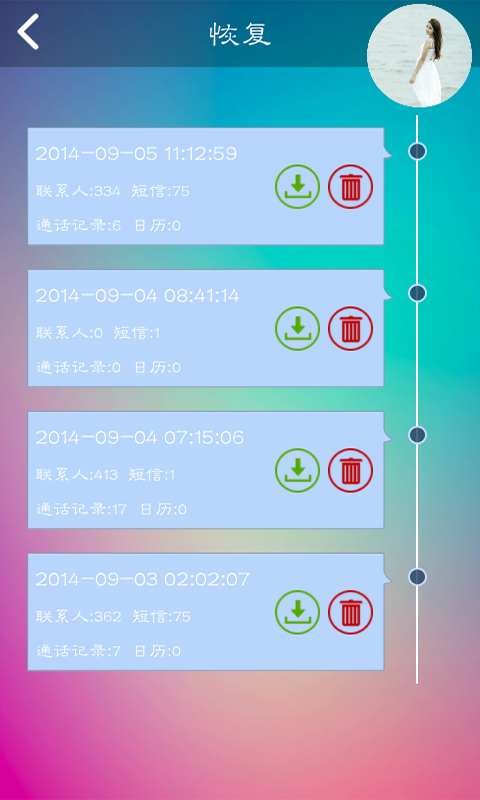 恢复
2014-09-05 11:12:59
联系人:334 短信:75
通话记录:6 日历:0
2014-09-04 08:41:14
联系人:0 短信:1
通话记录:0 日历:0
2014-09-04 07:15:06
联系人:413 短信:1
通话记录:17 日历:0
2014-09-03 02:02:07
联系人:362 短信:75
通话记录:7 日历:0